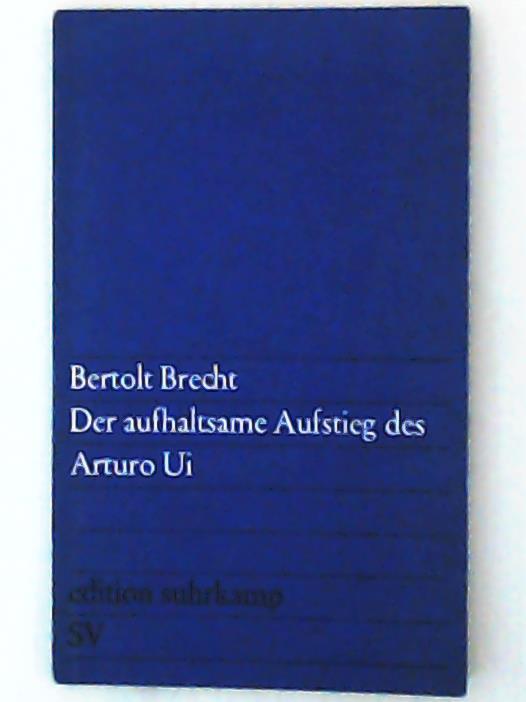 Bertolt Brecht
Der aufhaltsame Aufstieg des
Arturo Ui
edition suhrkamp
SV